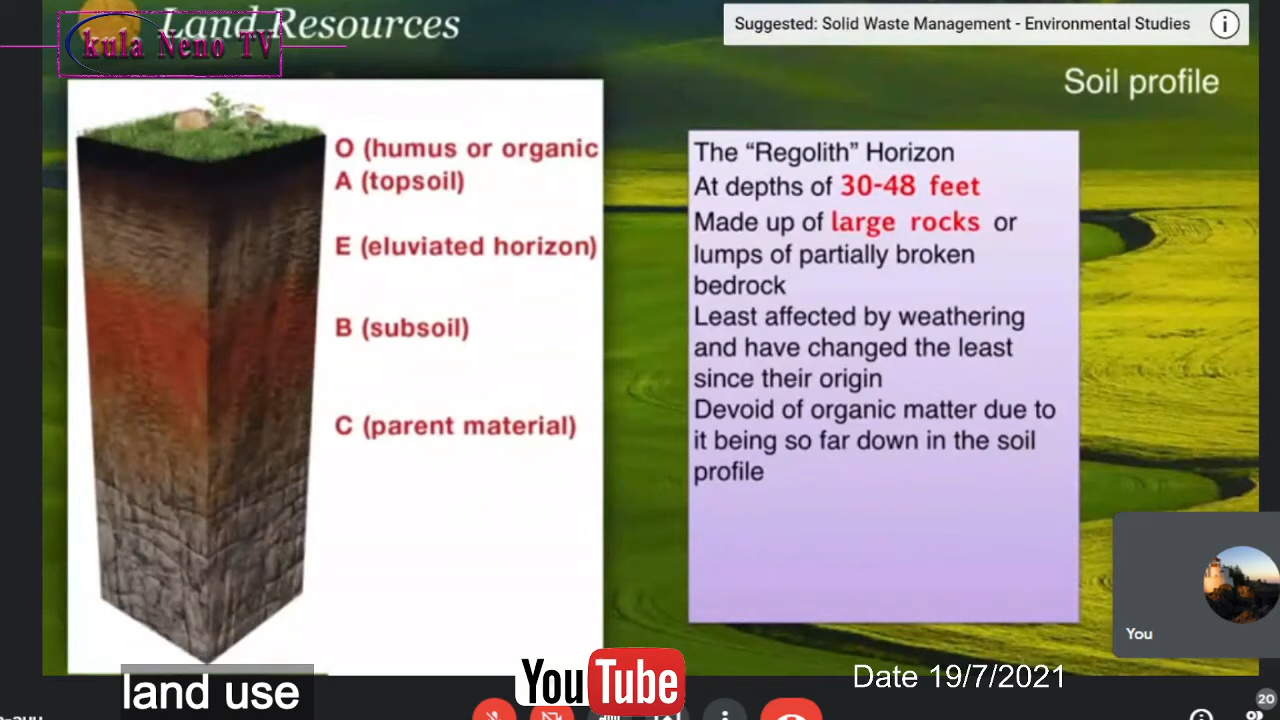 Land Resources
kula Neno TV
Suggested: Solid Waste Management - Environmental Studies
Soil profile
O (humus or organic
A (topsoil)
E (eluviated horizon)
B (subsoil)
C (parent material)
The “Regolith” Horizon
At depths of 30-48 feet
Made up of large rocks or
lumps of partially broken
bedrock
Least affected by weathering
and have changed the least
since their origin
Devoid of organic matter due to
it being so far down in the soil
profile
You
land use
YouTube
Date 19/7/2021
20